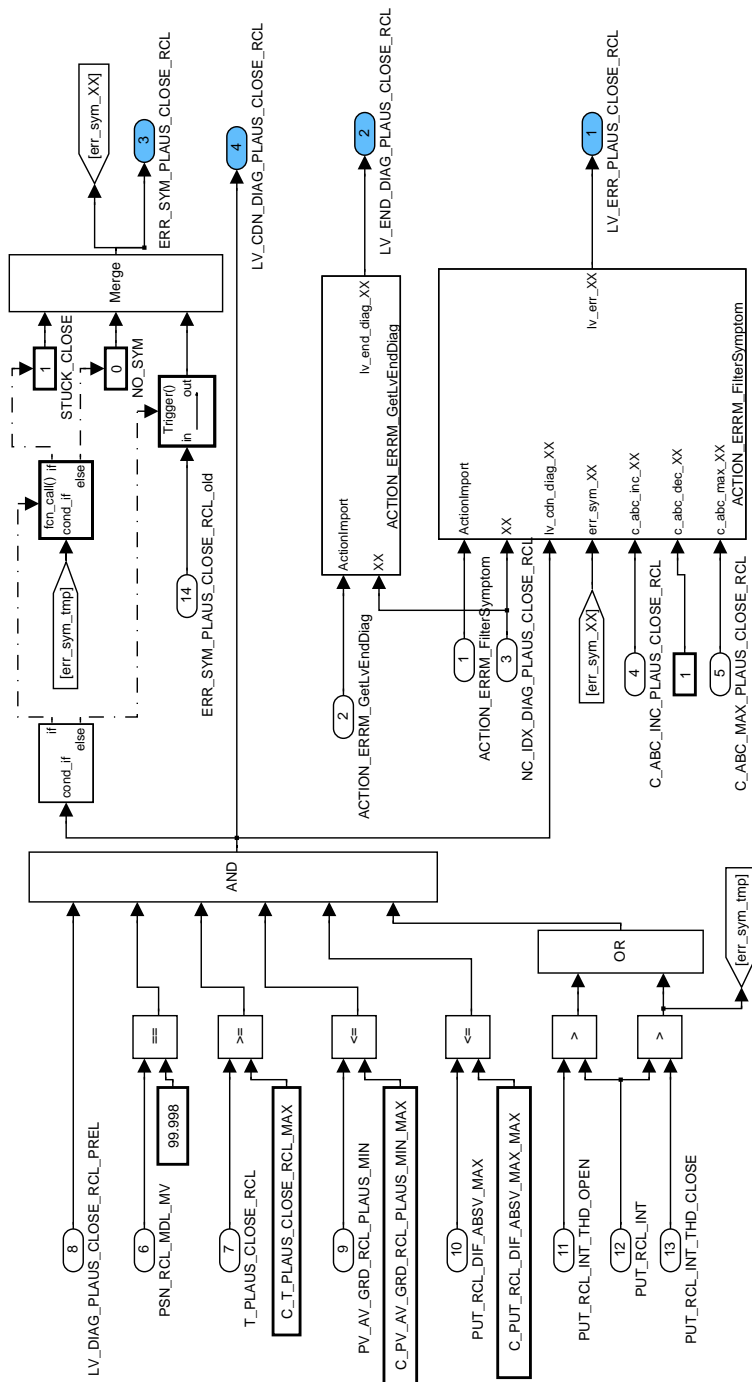 8
LV_DIAG_PLAUS_CLOSE_RCL_PREL
6
PSN_RCL_MDL_MV
99.998
==
7
T_PLAUS_CLOSE_RCL
C_T_PLAUS_CLOSE_RCL_MAX
>=
9
PV_AV_GRD_RCL_PLAUS_MIN
C_PV_AV_GRD_RCL_PLAUS_MIN_MAX
<=
10
PUT_RCL_DIF_ABSV_MAX
C_PUT_RCL_DIF_ABSV_MAX_MAX
<=
11
PUT_RCL_INT_THD_OPEN
>
12
PUT_RCL_INT
13
PUT_RCL_INT_THD_CLOSE
>
OR
[err_sym_tmp]
AND
cond_if
if
else
[err_sym_tmp]
fcn_call()
cond_if
if
else
1
STUCK_CLOSE
0
NO_SYM
14
ERR_SYM_PLAUS_CLOSE_RCL_old
Trigger()
in
out
Merge
[err_sym_XX]
3
ERR_SYM_PLAUS_CLOSE_RCL
4
LV_CDN_DIAG_PLAUS_CLOSE_RCL
2
ACTION_ERRM_GetLvEndDiag
ActionImport
XX
lv_end_diag_XX
ACTION_ERRM_GetLvEndDiag
2
LV_END_DIAG_PLAUS_CLOSE_RCL
1
ACTION_ERRM_FilterSymptom
3
NC_IDX_DIAG_PLAUS_CLOSE_RCL
[err_sym_XX]
4
C_ABC_INC_PLAUS_CLOSE_RCL
1
5
C_ABC_MAX_PLAUS_CLOSE_RCL
ActionImport
XX
lv_cdn_diag_XX
err_sym_XX
c_abc_inc_XX
c_abc_dec_XX
c_abc_max_XX
lv_err_XX
ACTION_ERRM_FilterSymptom
1
LV_ERR_PLAUS_CLOSE_RCL